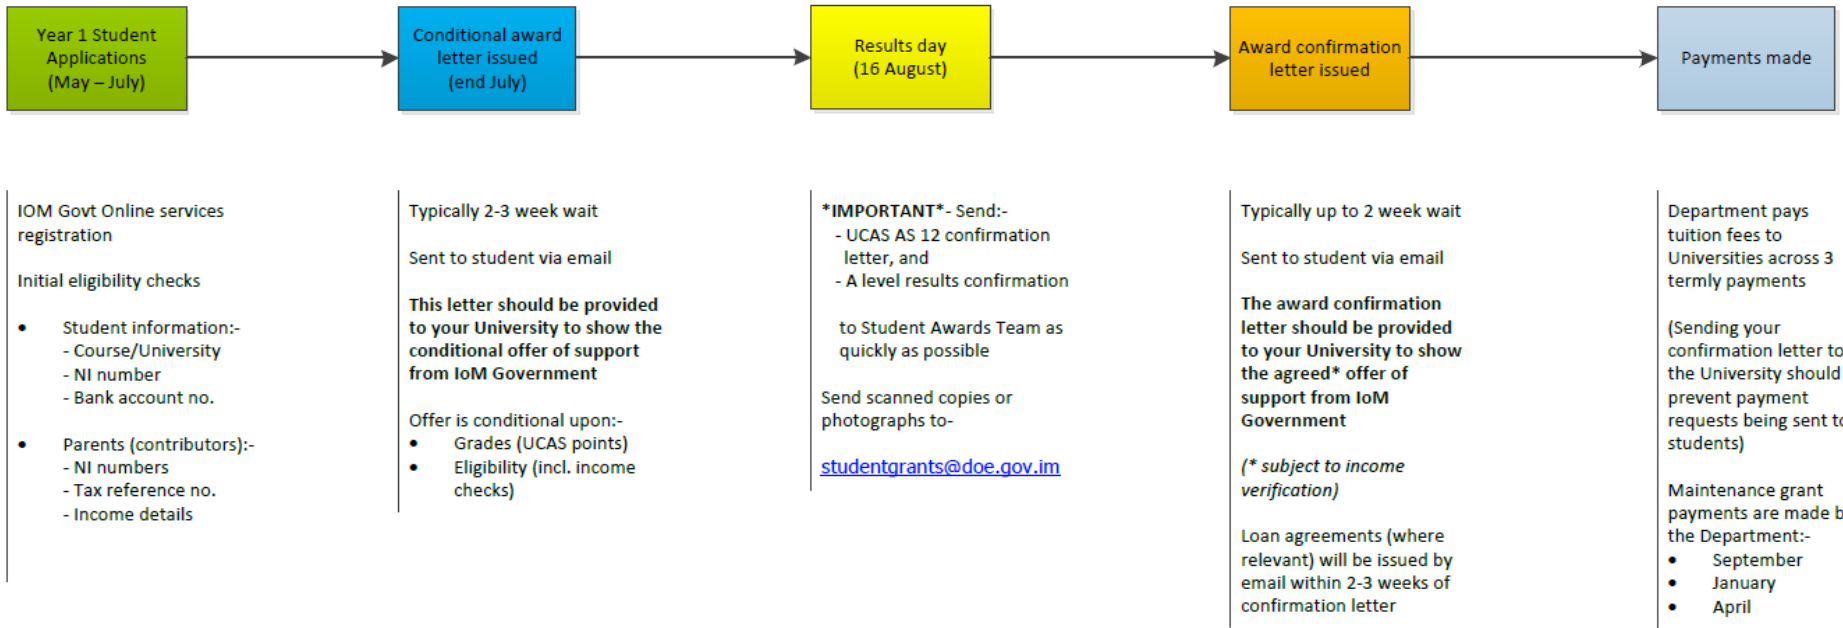 Year 1 Student
Applications
(May – July)
Conditional award
letter issued
(end July)
Results day
(16 August)
Award confirmation
letter issued
Payments made
IOM Govt Online services
registration
Initial eligibility checks
• Student information:-
- Course/University
- NI number
- Bank account no.
• Parents (contributors):-
- NI numbers
- Tax reference no.
- Income details
Typically 2-3 week wait
Sent to student via email
This letter should be provided
to your University to show the
conditional offer of support
from IoM Government
Offer is conditional upon:-
• Grades (UCAS points)
• Eligibility (incl. income
checks)
*IMPORTANT*- Send:-
- UCAS AS 12 confirmation
letter, and
- A level results confirmation
to Student Awards Team as
quickly as possible
Send scanned copies or
photographs to-
studentgrants@doe.gov.im
Typically up to 2 week wait
Sent to student via email
The award confirmation
letter should be provided
to your University to show
the agreed* offer of
support from IoM
Government
(* subject to income
verification)
Loan agreements (where
relevant) will be issued by
email within 2-3 weeks of
confirmation letter
Department pays
tuition fees to
Universities across 3
termly payments
(Sending your
confirmation letter to
the University should
prevent payment
requests being sent to
students)
Maintenance grant
payments are made b
the Department:-
• September
• January
• April